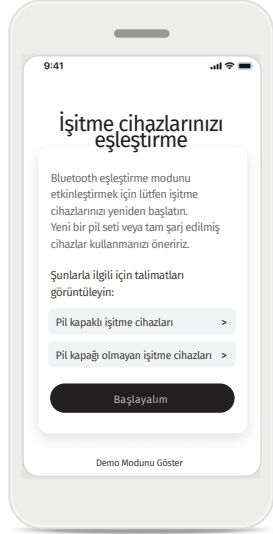 9:41
İşitme cihazlarınızı
eşleştirme
Bluetooth eşleştirme modunu
etkinleştirmek için lütfen işitme
cihazlarınızı yeniden başlatın.
Yeni bir pil seti veya tam şarj edilmiş
cihazlar kullanmanızı öneririz.
Şunlarla ilgili için talimatları
görüntüleyin:
Pil kapaklı işitme cihazları >
Pil kapağı olmayan işitme cihazları >
Başlayalım
Demo Modunu Göster